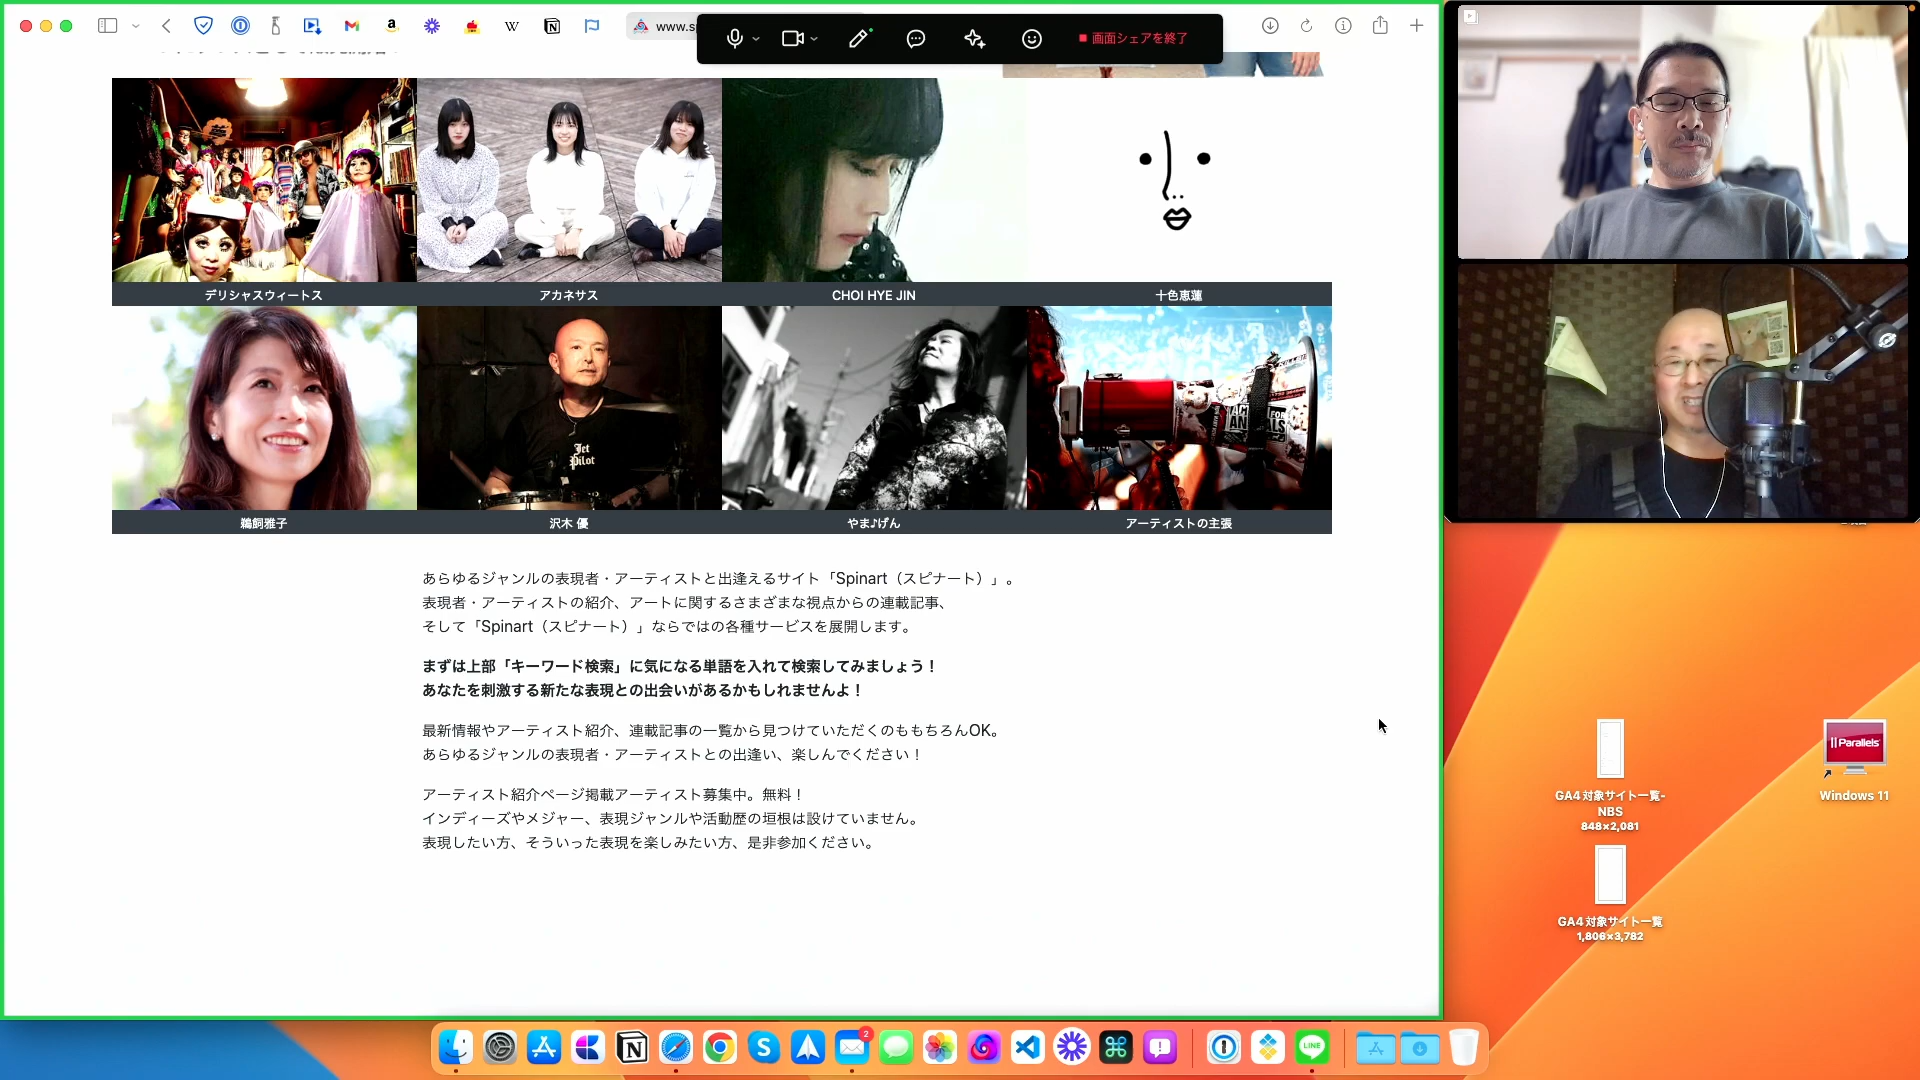 www.sp
画面シェアを終了
デリシャスウィートス
アカネサス
CHOI HYE JIN
十色恵蓮
Jet
Pilot
鵜飼雅子
沢木 優
やま♪げん
アーティストの主張
あらゆるジャンルの表現者・アーティストと出逢えるサイト「Spinart（スピナート）」。
表現者・アーティストの紹介、アートに関するさまざまな視点からの連載記事、
そして「Spinart（スピナート）」ならではの各種サービスを展開します。
まずは上部「キーワード検索」に気になる単語を入れて検索してみましょう！
あなたを刺激する新たな表現との出会いがあるかもしれませんよ！
最新情報やアーティスト紹介、連載記事の一覧から見つけていただくのももちろんOK。
あらゆるジャンルの表現者・アーティストとの出逢い、楽しんでください！
アーティスト紹介ページ掲載アーティスト募集中。無料！
インディーズやメジャー、表現ジャンルや活動歴の垣根は設けていません。
表現したい方、そういった表現を楽しみたい方、是非参加ください。
GA4 対象サイト一覧-
NBS
848×2,081
Parallels
Windows 11
GA4 対象サイト一覧
1,806×3,782
2
LINE